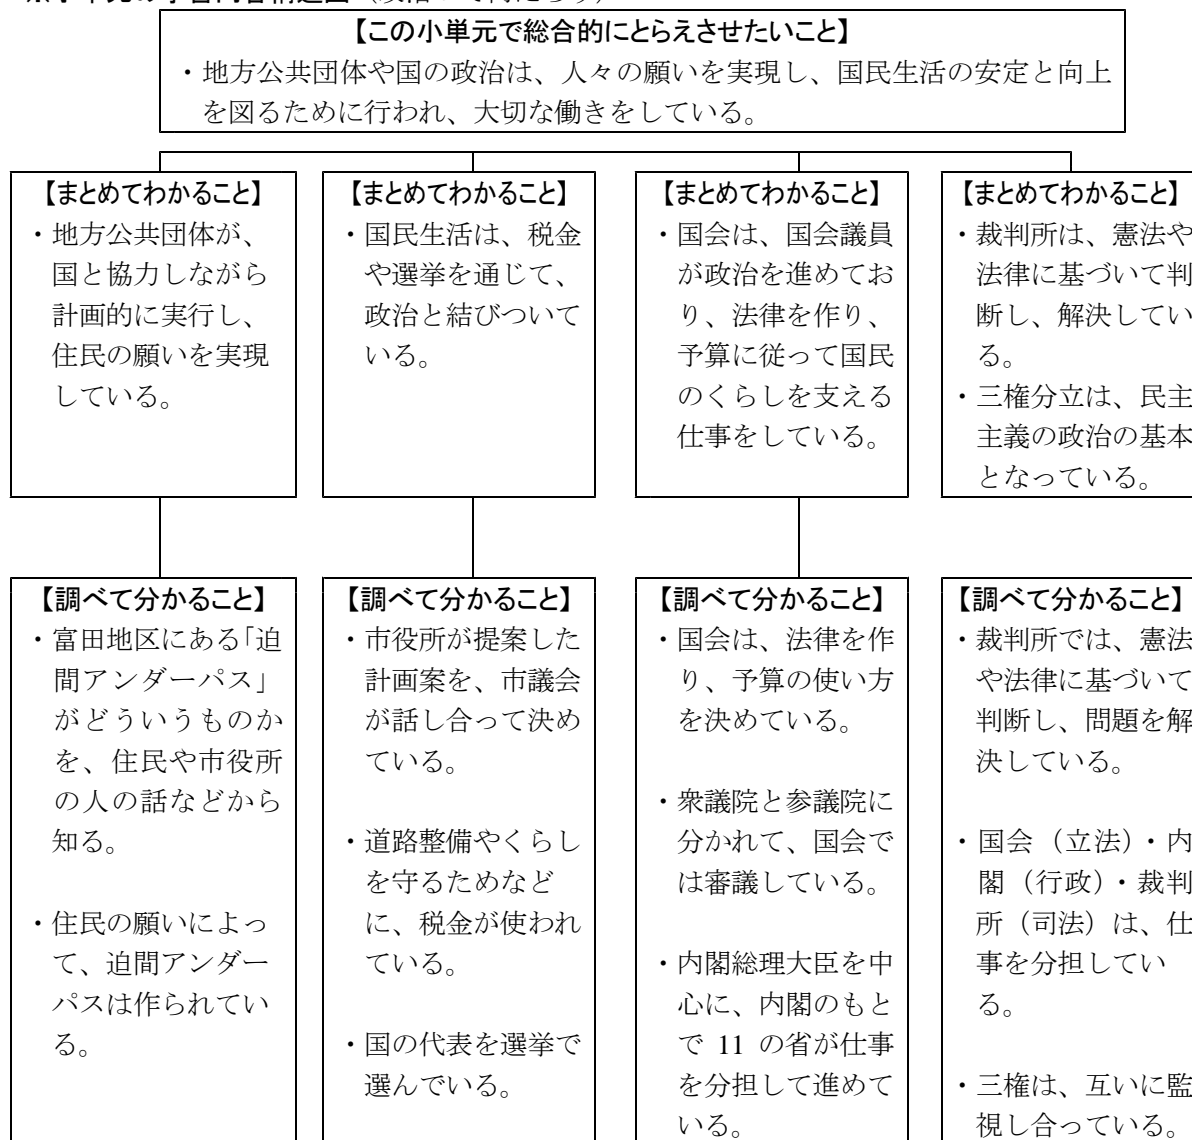 【この小単元で総合的にとらえさせたいこと】
・地方公共団体や国の政治は、人々の願いを実現し、国民生活の安定と向上
を図るために行われ、大切な働きをしている。
【まとめてわかること】
・地方公共団体が、
国と協力しながら
計画的に実行し、
住民の願いを実現
している。
【まとめてわかること】
・国民生活は、税金
や選挙を通じて、
政治と結びついて
いる。
【まとめてわかること】
・国会は、国会議員
が政治を進めてお
り、法律を作り、
予算に従って国民
のくらしを支える
仕事をしている。
【まとめてわかること】
・裁判所は、憲法や
法律に基づいて判
断し、解決してい
る。
・三権分立は、民主
主義の政治の基本
となっている。
【調べて分かること】
・富田地区にある「迫
間アンダーパス」
がどういうものか
を、住民や市役所
の人の話などから
知る。
・住民の願いによっ
て、迫間アンダー
パスは作られてい
る。
【調べて分かること】
・市役所が提案した
計画案を、市議会
が話し合って決め
ている。
・道路整備やくらし
を守るためなど
に、税金が使われ
ている。
・国の代表を選挙で
選んでいる。
【調べて分かること】
・国会は、法律を作
り、予算の使い方
を決めている。
・衆議院と参議院に
分かれて、国会で
は審議している。
・内閣総理大臣を中
心に、内閣のもと
で 11 の省が仕事
を分担して進めて
いる。
【調べて分かること】
・裁判所では、憲法
や法律に基づいて
判断し、問題を解
決している。
・国会（立法）・内
閣（行政）・裁判
所（司法）は、仕
事を分担してい
る。
・三権は、互いに監
視し合っている。